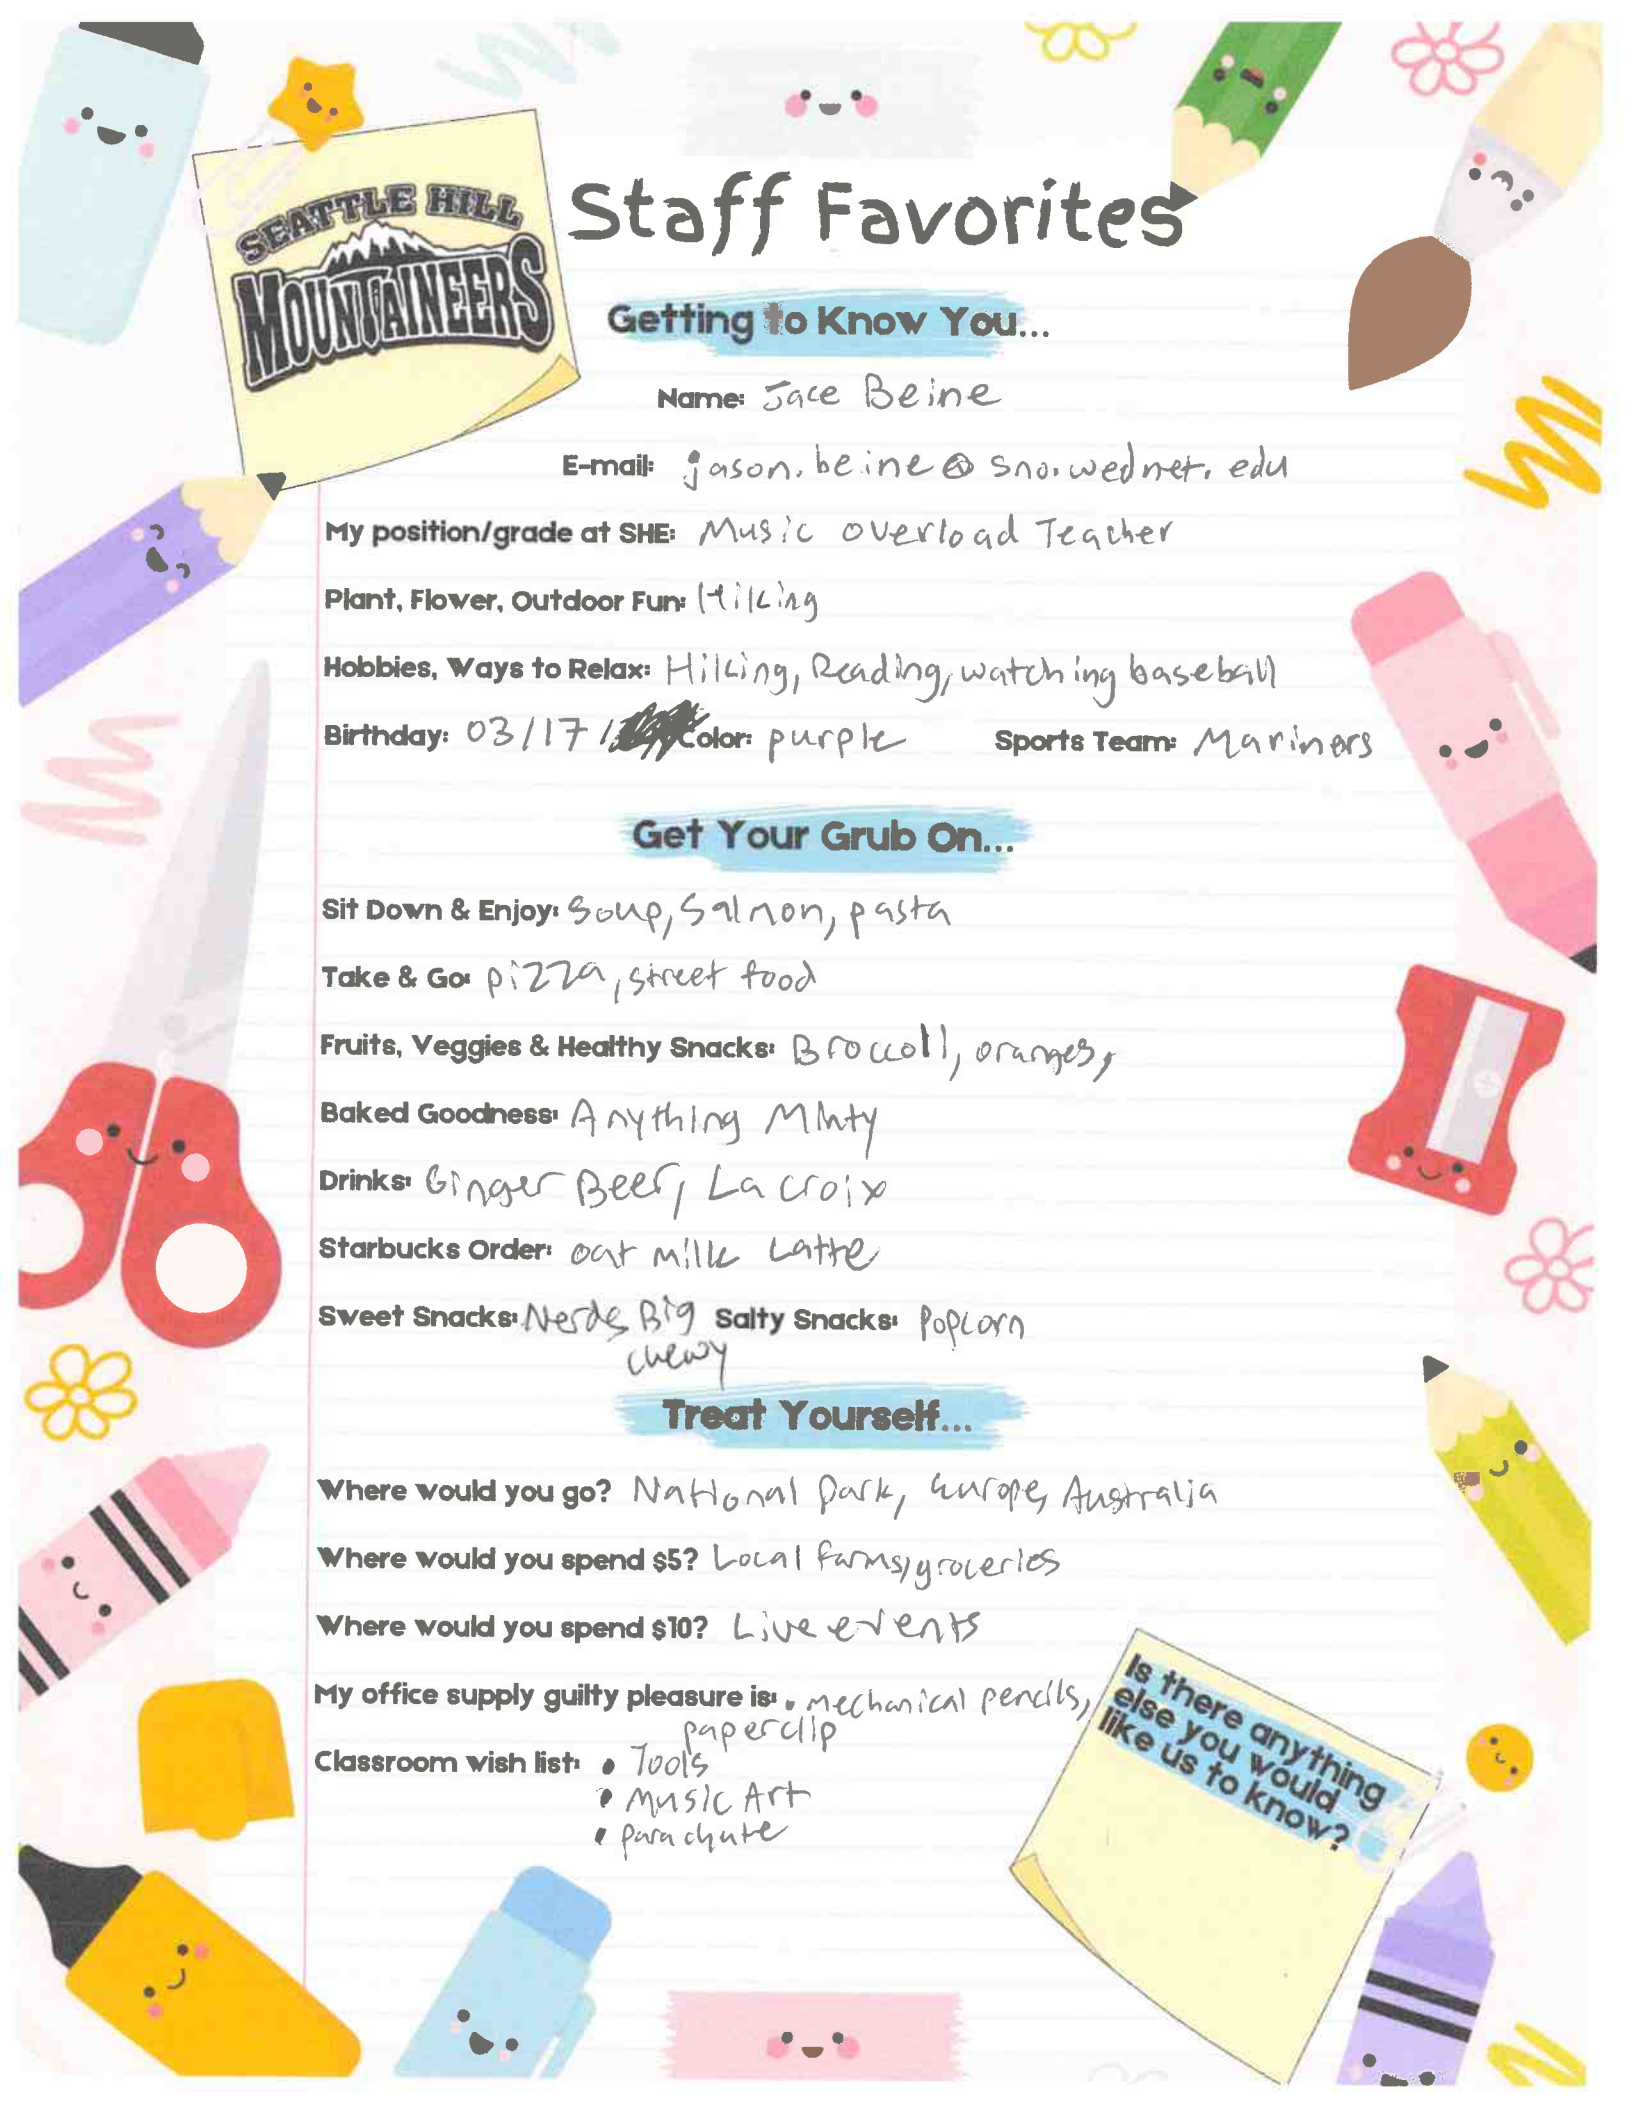 SEATTLE HILL
MOUNTAINEERS
Staff Favorites
Getting to Know You...
Name: Jace Beine
E-mail: jason.beine@sno.wednet.edu
My position/grade at SHE: Music overload Teacher
Plant, Flower, Outdoor Fun: Hiking
Hobbies, Ways to Relax: Hiking, Reading, watching baseball
Birthday: 03/17/ Color: purple Sports Team: Mariners
Get Your Grub On...
Sit Down & Enjoy: Soup, Salmon, pasta
Take & Go: pizza, street food
Fruits, Veggies & Healthy Snacks: Broccoli, oranges,
Baked Goodness: Anything Minty
Drinks: Ginger Beer, La croix
Starbucks Order: oat milk Latte
Sweet Snacks: Nerds Big Salty Snacks: Popcorn
chewy
Treat Yourself...
Where would you go? National Park, Europe, Australia
Where would you spend $5? Local farms, groceries
Where would you spend $10? Live events
My office supply guilty pleasure is: • mechanical pencils,
paperclip
Classroom wish list: • Tools
• Music Art
• parachute
Is there anything
else you would
like us to know?